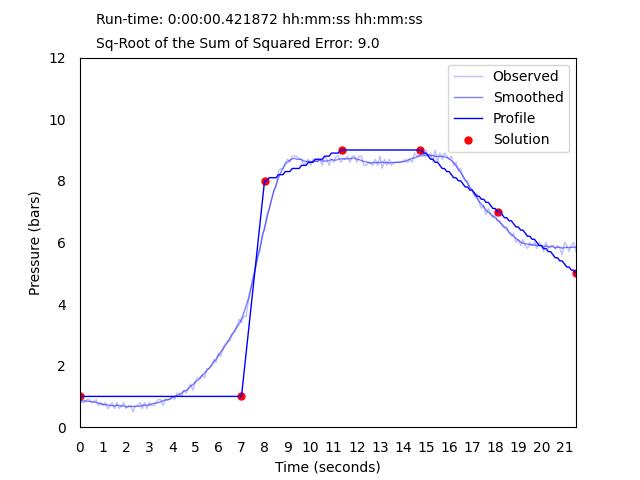 Run-time: 0:00:00.421872 hh:mm:ss hh:mm:ss
Sq-Root of the Sum of Squared Error: 9.0
12
10
8
6
4
2
0
Pressure (bars)
Observed
Smoothed
Profile
Solution
0 1 2 3 4 5 6 7 8 9 10 11 12 13 14 15 16 17 18 19 20 21
Time (seconds)